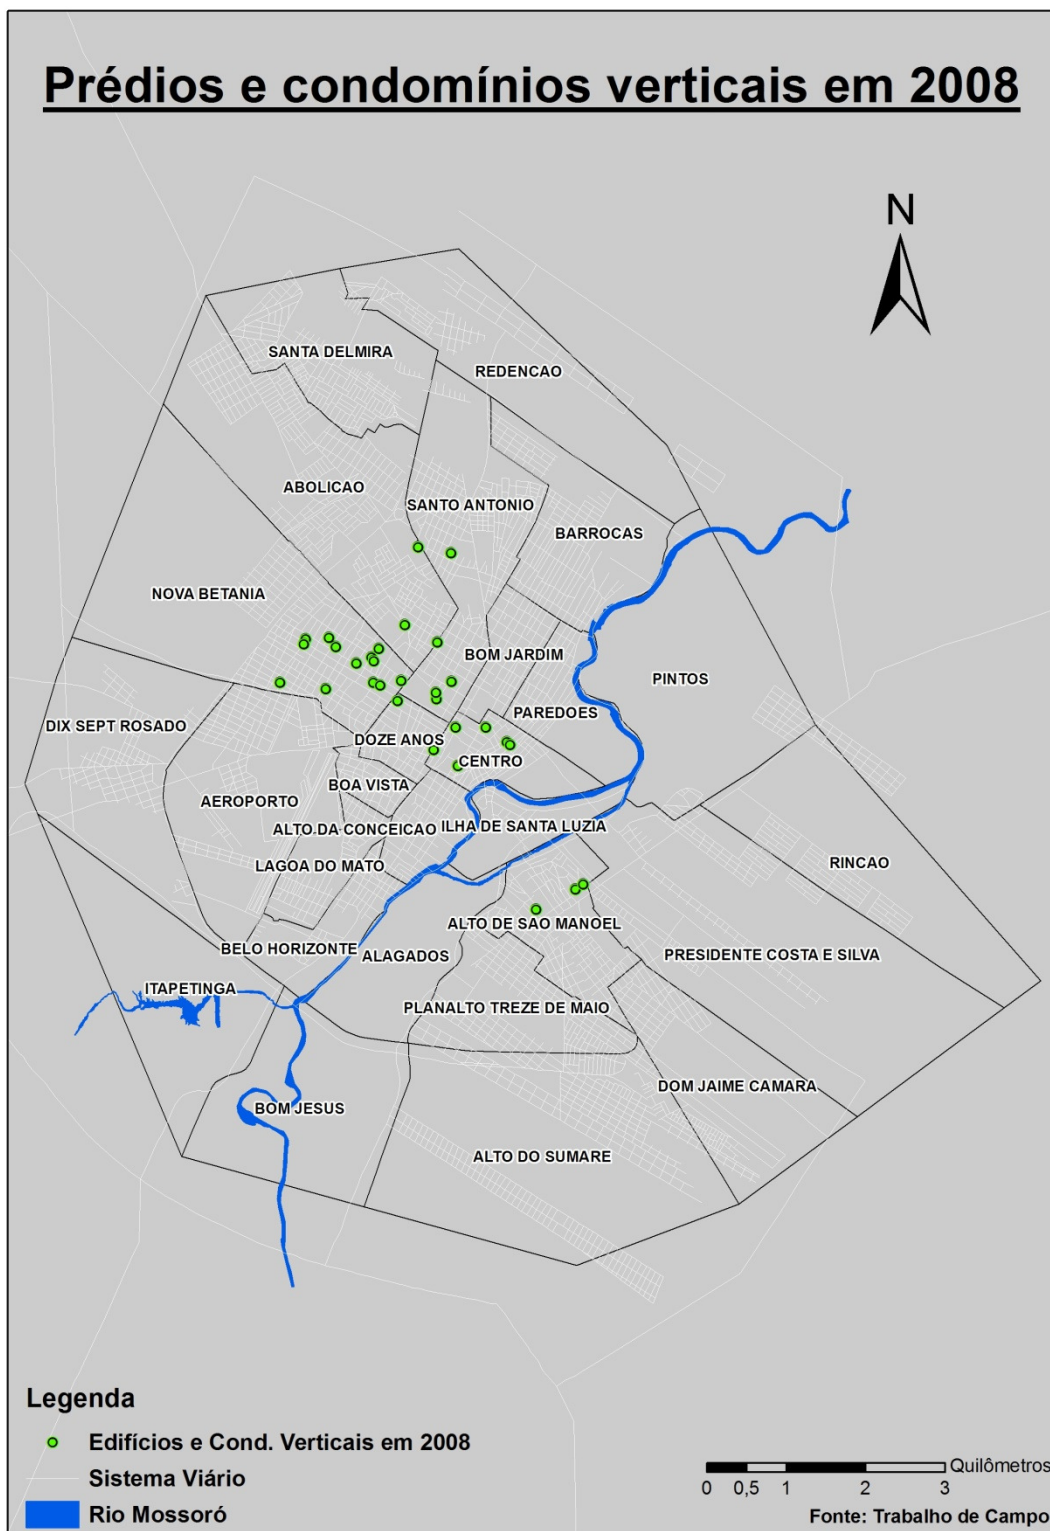 Prédios e condomínios verticais em 2008
N
SANTA DELMIRA
REDENCAO
ABOLICAO
SANTO ANTONIO
BARROCAS
NOVA BETANIA
BOM JARDIM
PINTOS
PAREDOES
DIX SEPT ROSADO
DOZE ANOS
CENTRO
BOA VISTA
AEROPORTO
ALTO DA CONCEICAO
ILHA DE SANTA LUZIA
LAGOA DO MATO
RINCAO
ALTO DE SAO MANOEL
BELO HORIZONTE
ALAGADOS
PRESIDENTE COSTA E SILVA
ITAPETINGA
PLANALTO TREZE DE MAIO
DOM JAIME CAMARA
BOM JESUS
ALTO DO SUMARE
Legenda
Edifícios e Cond. Verticais em 2008
Sistema Viário
Rio Mossoró
Quilômetros
0 0,5 1 2 3
Fonte: Trabalho de Campo